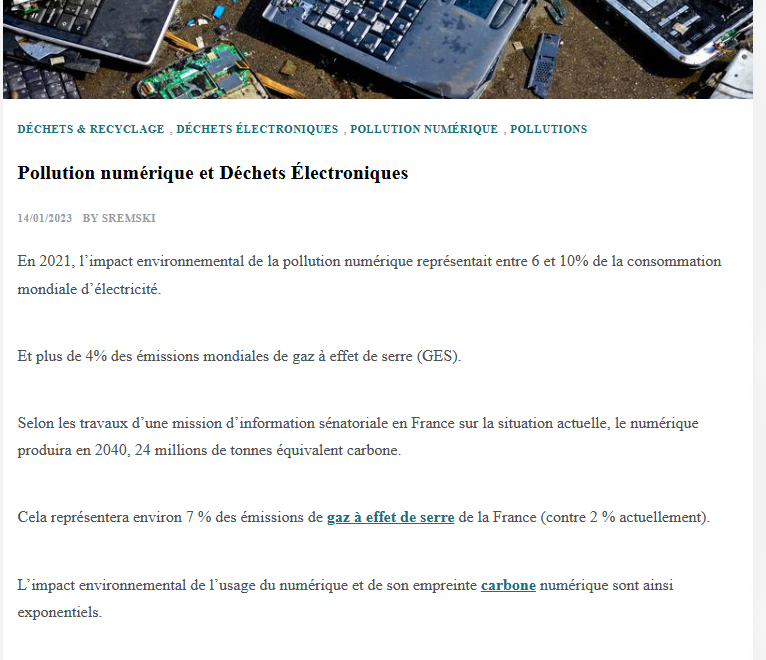 DÉCHETS & RECYCLAGE , DÉCHETS ÉLECTRONIQUES , POLLUTION NUMÉRIQUE , POLLUTIONS
Pollution numérique et Déchets Électroniques
14/01/2023 BY SREMSKI
En 2021, l’impact environnemental de la pollution numérique représentait entre 6 et 10% de la consommation
mondiale d’électricité.
Et plus de 4% des émissions mondiales de gaz à effet de serre (GES).
Selon les travaux d’une mission d’information sénatoriale en France sur la situation actuelle, le numérique
produira en 2040, 24 millions de tonnes équivalent carbone.
Cela représentera environ 7 % des émissions de gaz à effet de serre de la France (contre 2 % actuellement).
L’impact environnemental de l’usage du numérique et de son empreinte carbone numérique sont ainsi
exponentiels.